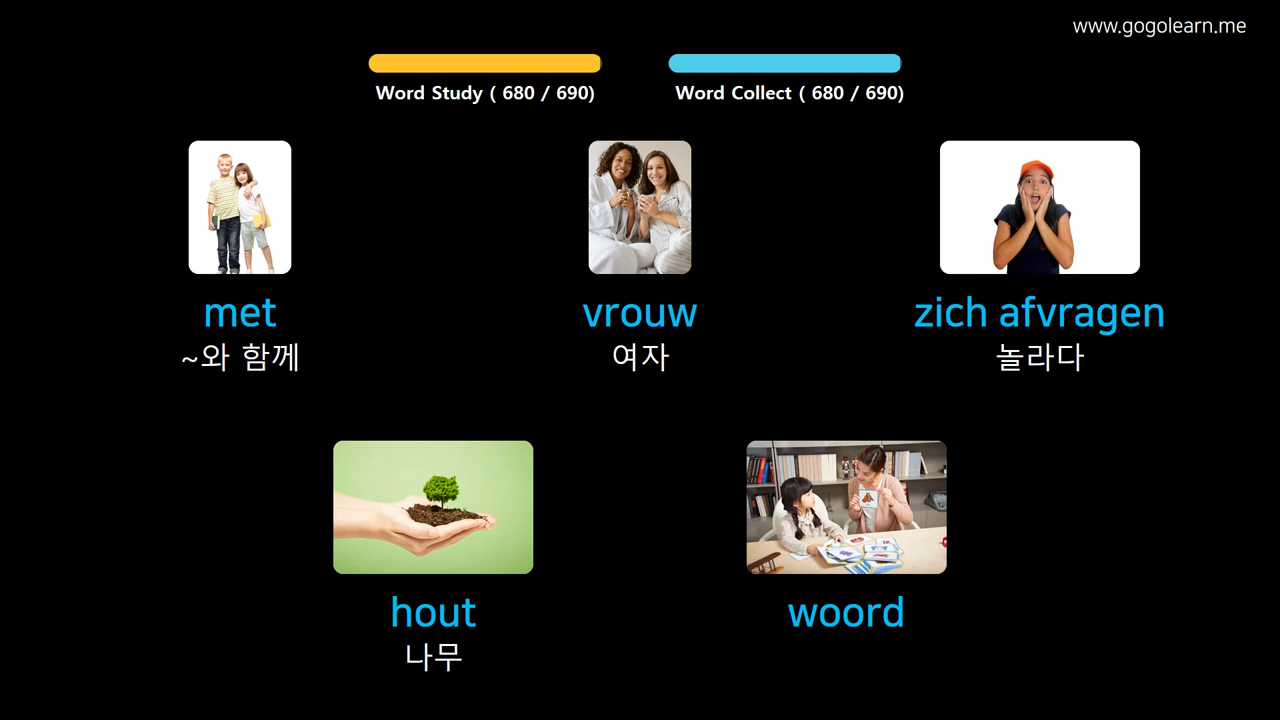 www.gogolearn.me
Word Study ( 680 / 690)
Word Collect ( 680 / 690)
met
~와 함께
vrouw
여자
zich afvragen
놀라다
hout
나무
woord